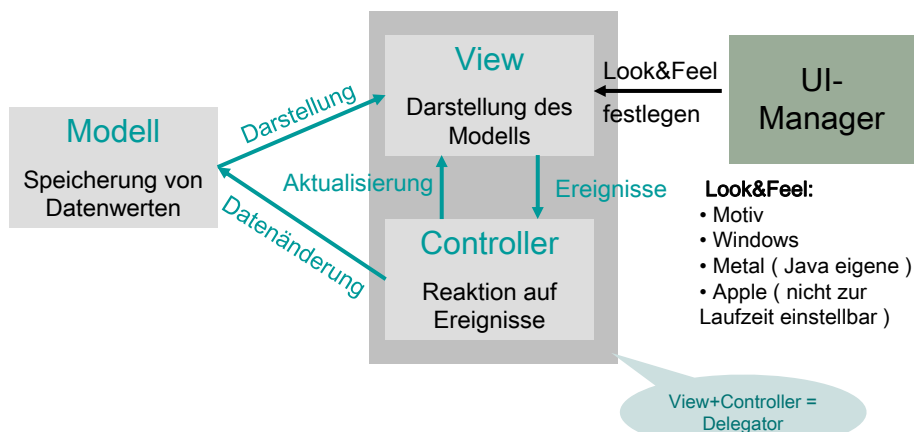 View
Darstellung des
Modells
Look&Feel
festlegen
UI-
Manager
Darstellung
Modell
Speicherung von
Datenwerten
Aktualisierung
Ereignisse
Datenänderung
Controller
Reaktion auf
Ereignisse
Look&Feel:
• Motiv
• Windows
• Metal ( Java eigene )
• Apple ( nicht zur
Laufzeit einstellbar )
View+Controller =
Delegator